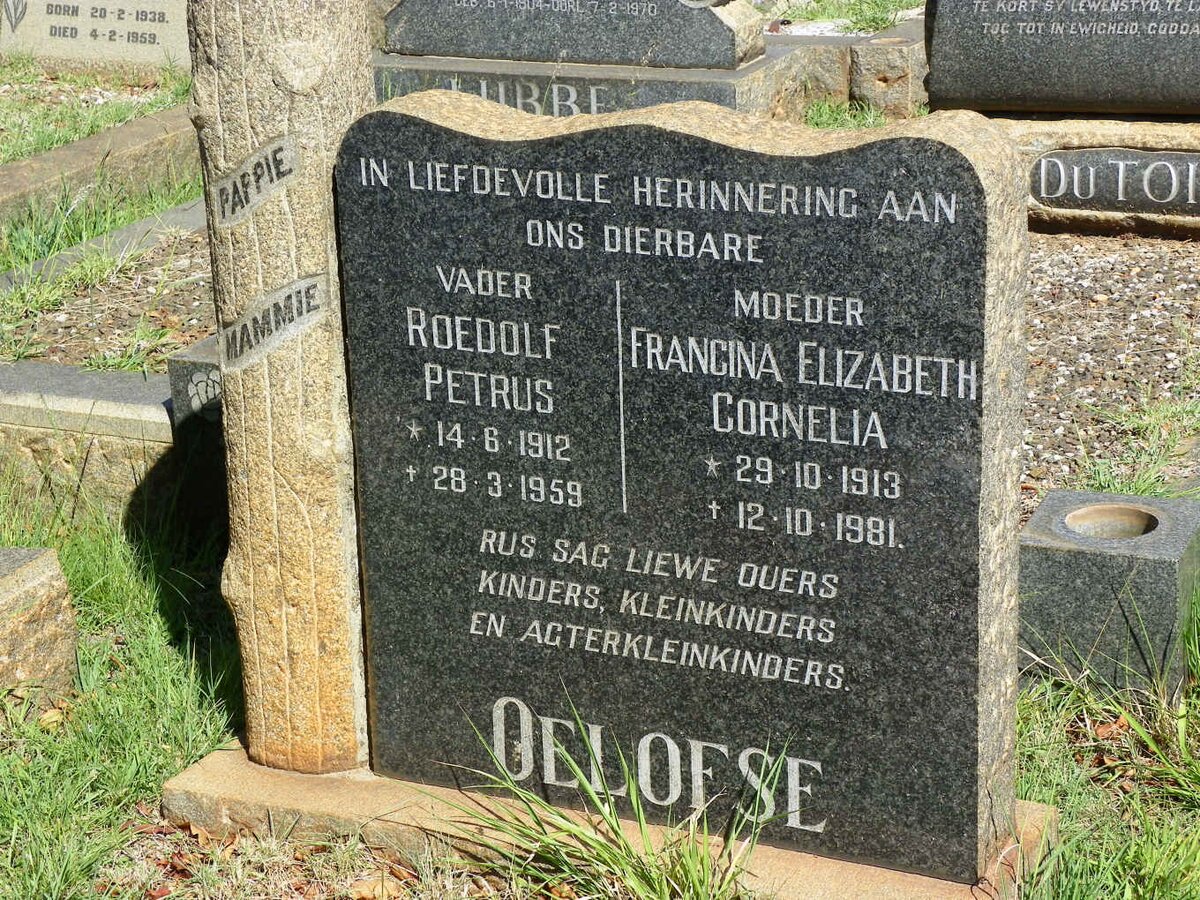 BORN 20-2-1938.
DIED 4-2-1959.
TE KORT SY LEWENSTYD, TE
TOC TOT IN EWIGHEID,
DU TOI
PAPPIE
MAMMIE
IN LIEFDEVOLLE HERINNERING AAN
ONS DIERBARE
VADER
ROEDOLF
PETRUS
* 14·6·1912
† 28·3·1959
MOEDER
FRANCINA ELIZABETH
CORNELIA
* 29·10·1913
† 12·10·1981.
RUS SAG LIEWE OUERS
KINDERS, KLEINKINDERS
EN AGTERKLEINKINDERS.
OELOFSE